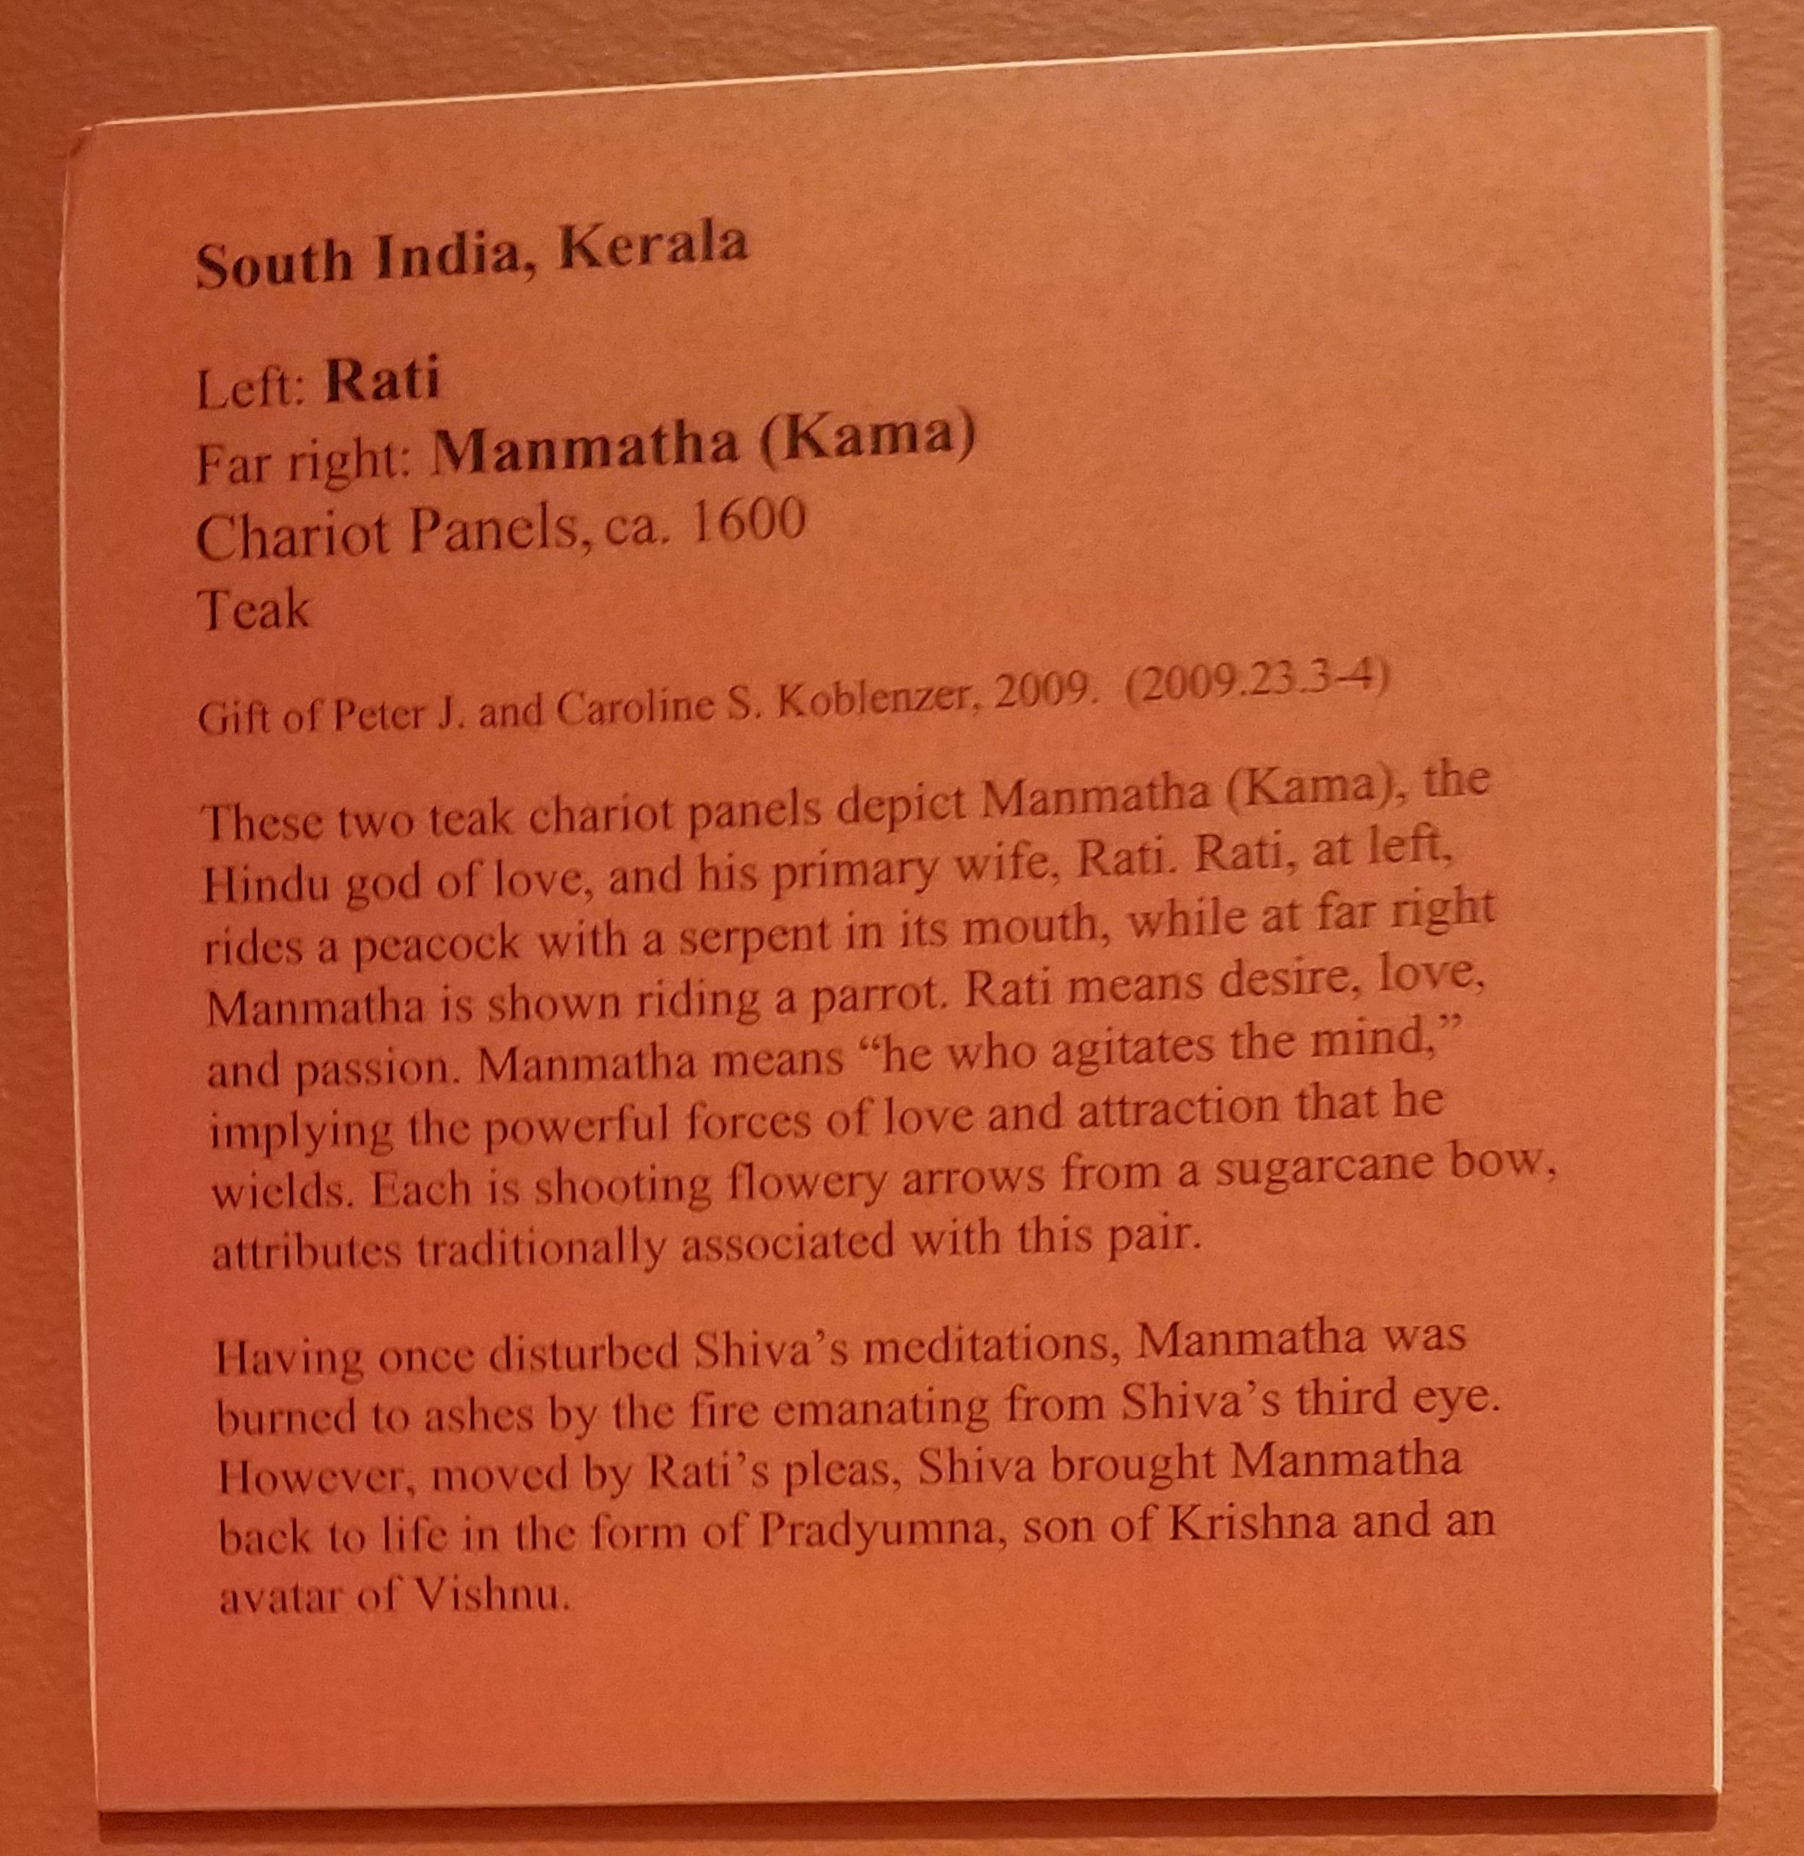 South India, Kerala
Left: Rati
Far right: Manmatha (Kama)
Chariot Panels, ca. 1600
Teak
Gift of Peter J. and Caroline S. Koblenzer, 2009. (2009.23.3-4)
These two teak chariot panels depict Manmatha (Kama), the
Hindu god of love, and his primary wife, Rati. Rati, at left,
rides a peacock with a serpent in its mouth, while at far right
Manmatha is shown riding a parrot. Rati means desire, love,
and passion. Manmatha means “he who agitates the mind,”
implying the powerful forces of love and attraction that he
wields. Each is shooting flowery arrows from a sugarcane bow,
attributes traditionally associated with this pair.
Having once disturbed Shiva’s meditations, Manmatha was
burned to ashes by the fire emanating from Shiva’s third eye.
However, moved by Rati’s pleas, Shiva brought Manmatha
back to life in the form of Pradyumna, son of Krishna and an
avatar of Vishnu.